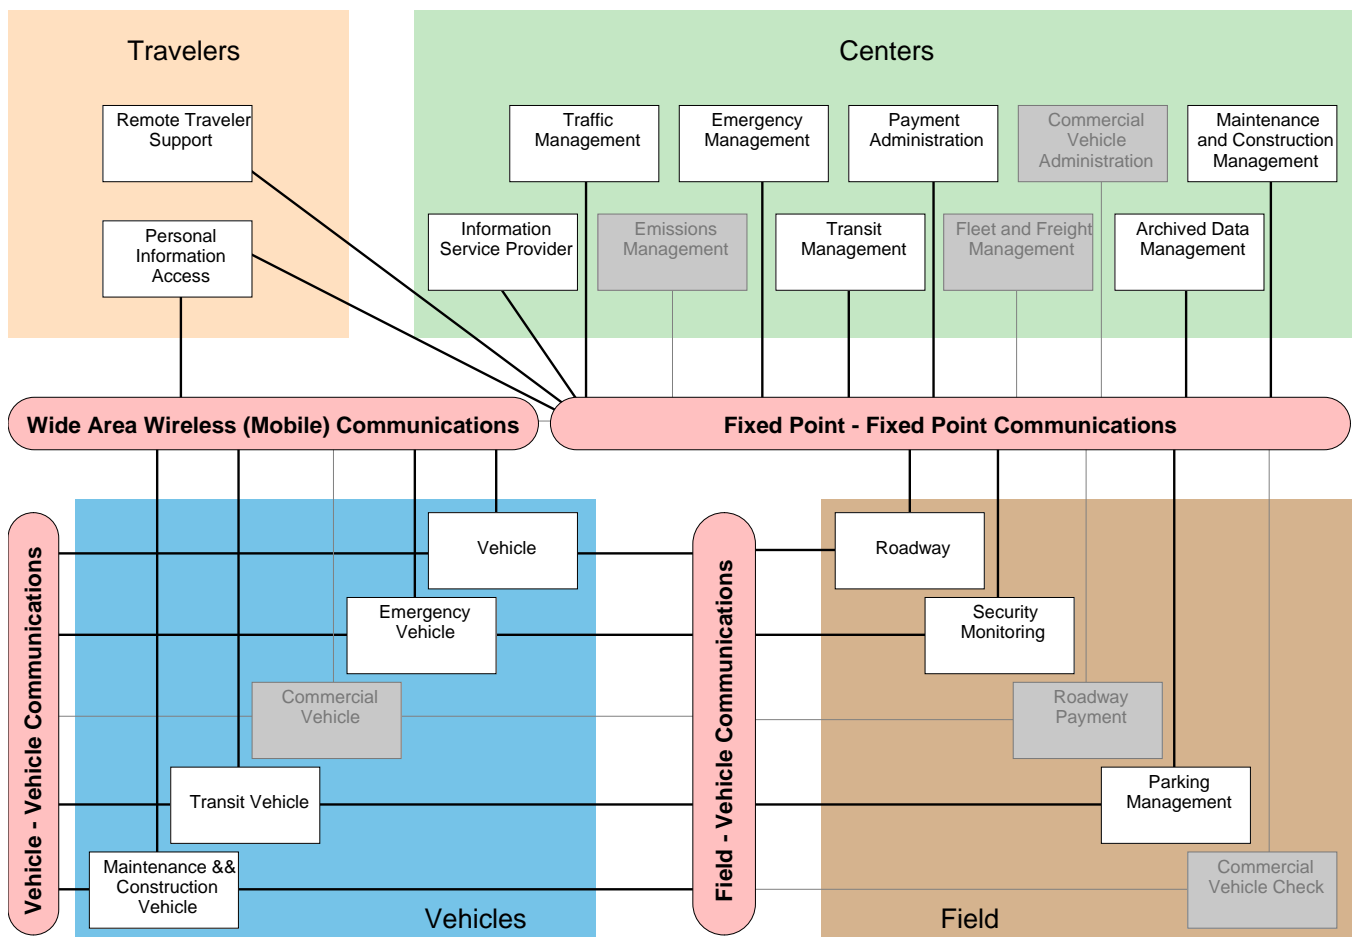 Travelers
Centers
Remote Traveler
Support
Traffic
Management
Emergency
Management
Payment
Administration
Commercial
Vehicle
Administration
Maintenance
and Construction
Management
Personal
Information
Access
Information
Service Provider
Emissions
Management
Transit
Management
Fleet and Freight
Management
Archived Data
Management
Wide Area Wireless (Mobile) Communications
Fixed Point - Fixed Point Communications
Vehicle - Vehicle Communications
Vehicle
Emergency
Vehicle
Commercial
Vehicle
Transit Vehicle
Maintenance &&
Construction
Vehicle
Vehicles
Field - Vehicle Communications
Roadway
Security
Monitoring
Roadway
Payment
Parking
Management
Commercial
Vehicle Check
Field